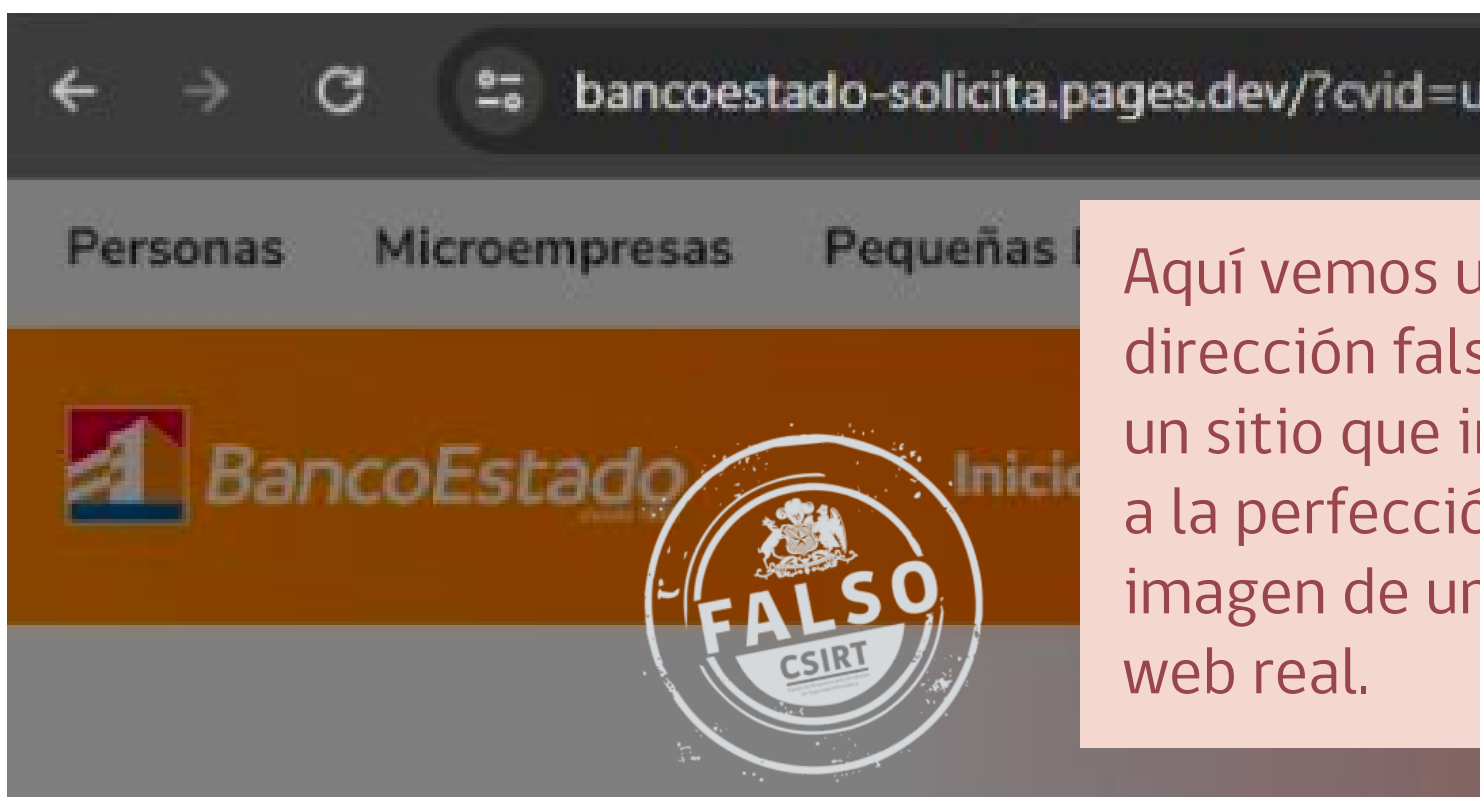 bancoestado-solicita.pages.dev/?cvid=u
Personas Microempresas Pequeñas
BancoEstado
Inicio
FALSO
CSIRT
Aquí vemos u
dirección fals
un sitio que i
a la perfecció
imagen de un
web real.